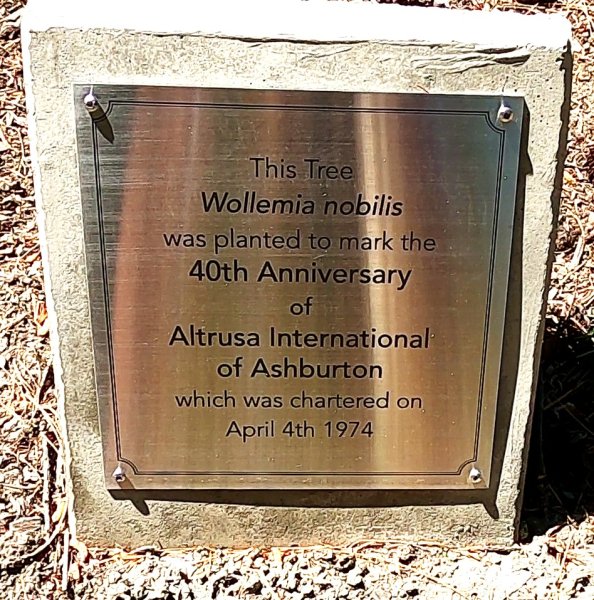 This Tree
Wollemia nobilis
was planted to mark the
40th Anniversary
of
Altrusa International
of Ashburton
which was chartered on
April 4th 1974